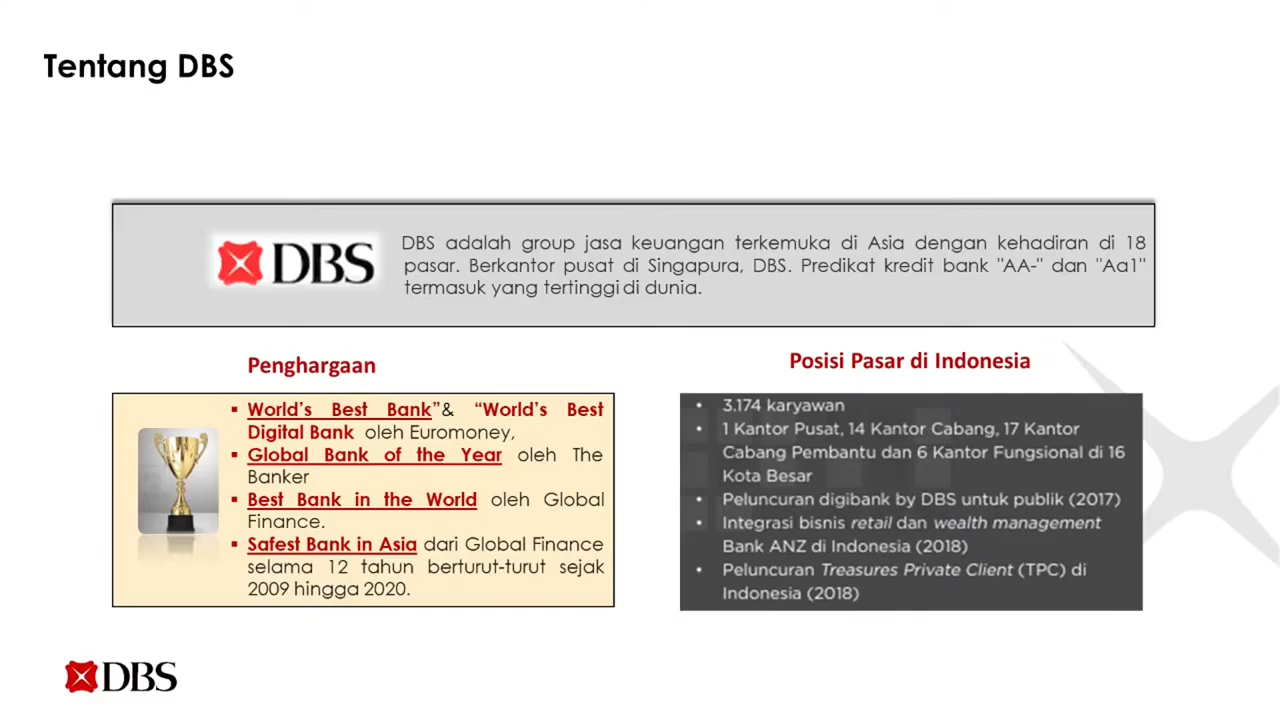 Tentang DBS
DBS
DBS adalah group jasa keuangan terkemuka di Asia dengan kehadiran di 18
pasar. Berkantor pusat di Singapura, DBS. Predikat kredit bank "AA-" dan "Aa1"
termasuk yang tertinggi di dunia.
Penghargaan
▪ World’s Best Bank”& “World’s Best
Digital Bank oleh Euromoney,
▪ Global Bank of the Year oleh The
Banker
▪ Best Bank in the World oleh Global
Finance.
▪ Safest Bank in Asia dari Global Finance
selama 12 tahun berturut-turut sejak
2009 hingga 2020.
Posisi Pasar di Indonesia
• 3.174 karyawan
• 1 Kantor Pusat, 14 Kantor Cabang, 17 Kantor
Cabang Pembantu dan 6 Kantor Fungsional di 16
Kota Besar
• Peluncuran digibank by DBS untuk publik (2017)
• Integrasi bisnis retail dan wealth management
Bank ANZ di Indonesia (2018)
• Peluncuran Treasures Private Client (TPC) di
Indonesia (2018)
DBS